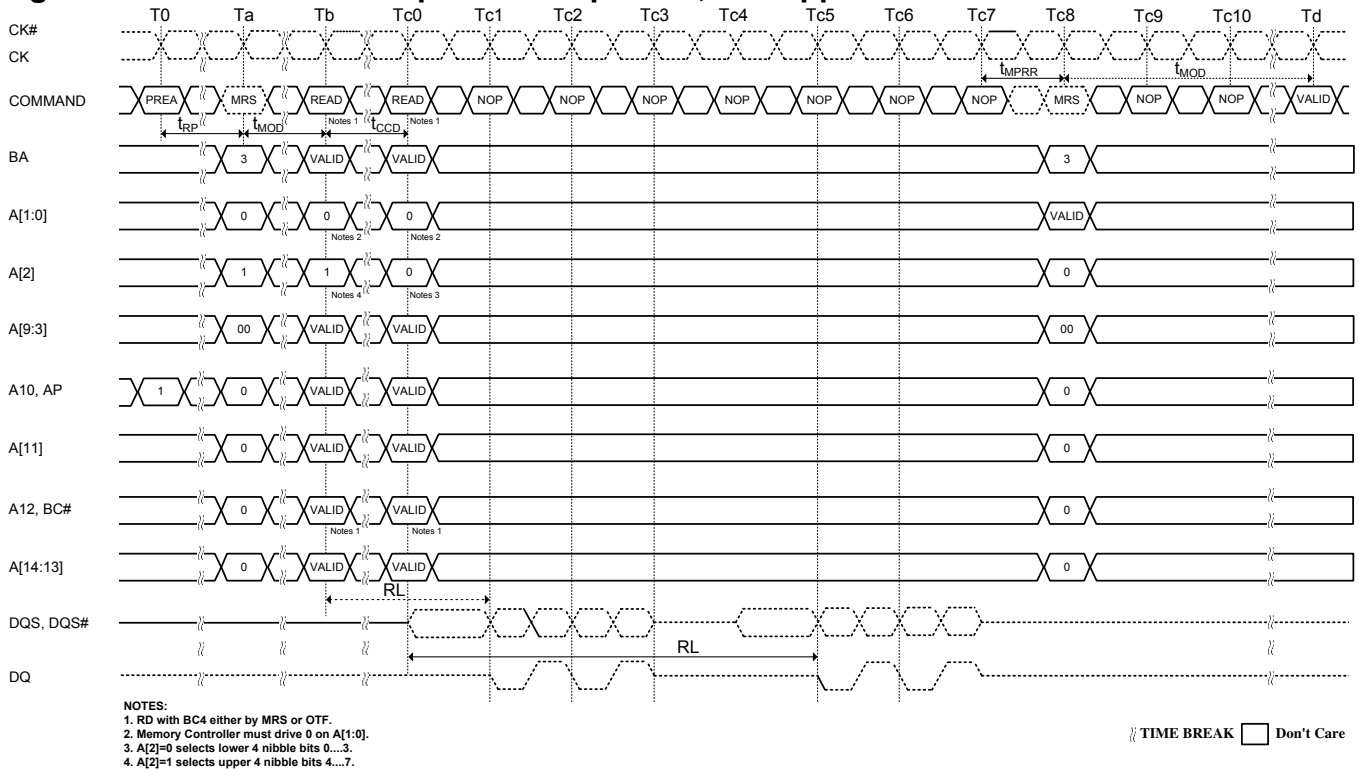 T0 Ta Tb Tc0 Tc1 Tc2 Tc3 Tc4 Tc5 Tc6 Tc7 Tc8 Tc9 Tc10 Td
CK#
CK
tMPRR tMOD
COMMAND PREA MRS READ READ NOP NOP NOP NOP NOP NOP NOP MRS NOP NOP VALID
Notes 1 Notes 1
tRP tMOD tCCD
BA 3 VALID VALID 3
A[1:0] 0 0 0 VALID
Notes 2 Notes 2
A[2] 1 1 0 0
Notes 4 Notes 3
A[9:3] 00 VALID VALID 00
A10, AP 1 0 VALID VALID 0
A[11] 0 VALID VALID 0
A12, BC# 0 VALID VALID 0
Notes 1 Notes 1
A[14:13] 0 VALID VALID 0
RL
DQS, DQS#
RL
DQ
NOTES:
1. RD with BC4 either by MRS or OTF.
2. Memory Controller must drive 0 on A[1:0].
3. A[2]=0 selects lower 4 nibble bits 0....3.
4. A[2]=1 selects upper 4 nibble bits 4....7.
TIME BREAK Don't Care